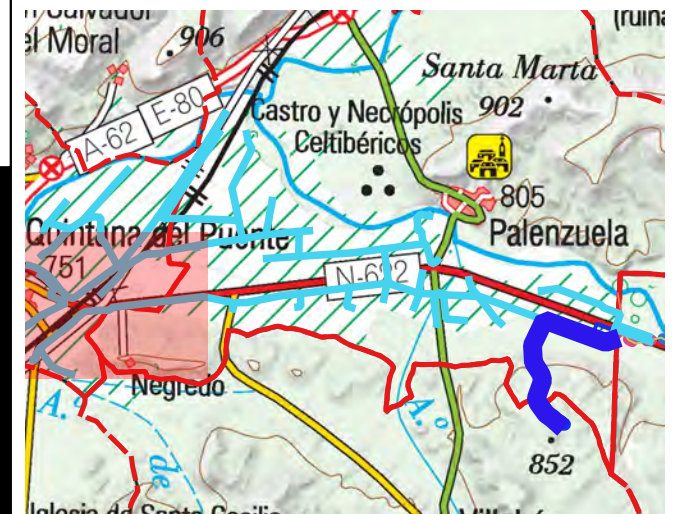 el Moral
906
(ruina
Santa Marta
902
A-62
E-80
Castro y Necrópolis
Celtibéricos
805
Palenzuela
Quintana del Puente
751
N-622
Negredo
A.º
de
A.º
852
Iglesia de Santa Cecilia